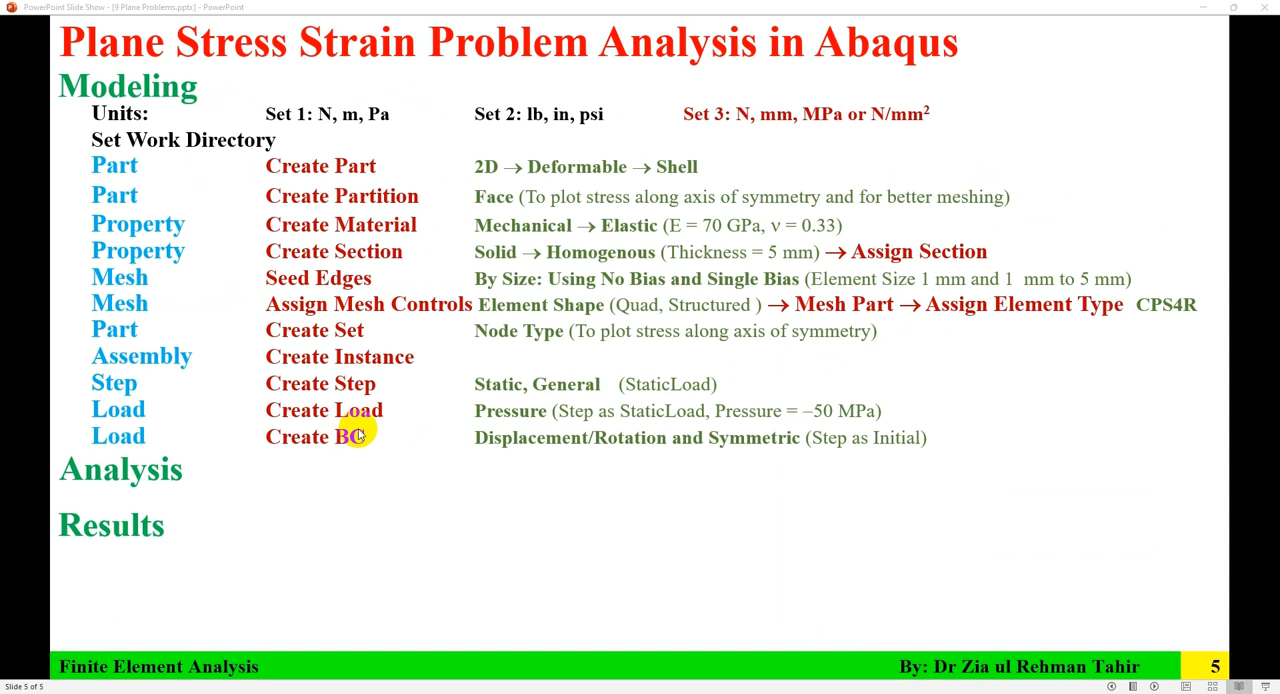 PowerPoint Slide Show - [9 Plane Problems.pptx] - PowerPoint
Plane Stress Strain Problem Analysis in Abaqus
Modeling
Units: Set 1: N, m, Pa Set 2: lb, in, psi Set 3: N, mm, MPa or N/mm²
Set Work Directory
Part Create Part 2D → Deformable → Shell
Part Create Partition Face (To plot stress along axis of symmetry and for better meshing)
Property Create Material Mechanical → Elastic (E = 70 GPa, ν = 0.33)
Property Create Section Solid → Homogenous (Thickness = 5 mm) → Assign Section
Mesh Seed Edges By Size: Using No Bias and Single Bias (Element Size 1 mm and 1 mm to 5 mm)
Mesh Assign Mesh Controls Element Shape (Quad, Structured ) → Mesh Part → Assign Element Type CPS4R
Part Create Set Node Type (To plot stress along axis of symmetry)
Assembly Create Instance
Step Create Step Static, General (StaticLoad)
Load Create Load Pressure (Step as StaticLoad, Pressure = –50 MPa)
Load Create BC Displacement/Rotation and Symmetric (Step as Initial)
Analysis
Results
Finite Element Analysis By: Dr Zia ul Rehman Tahir 5
Slide 5 of 5